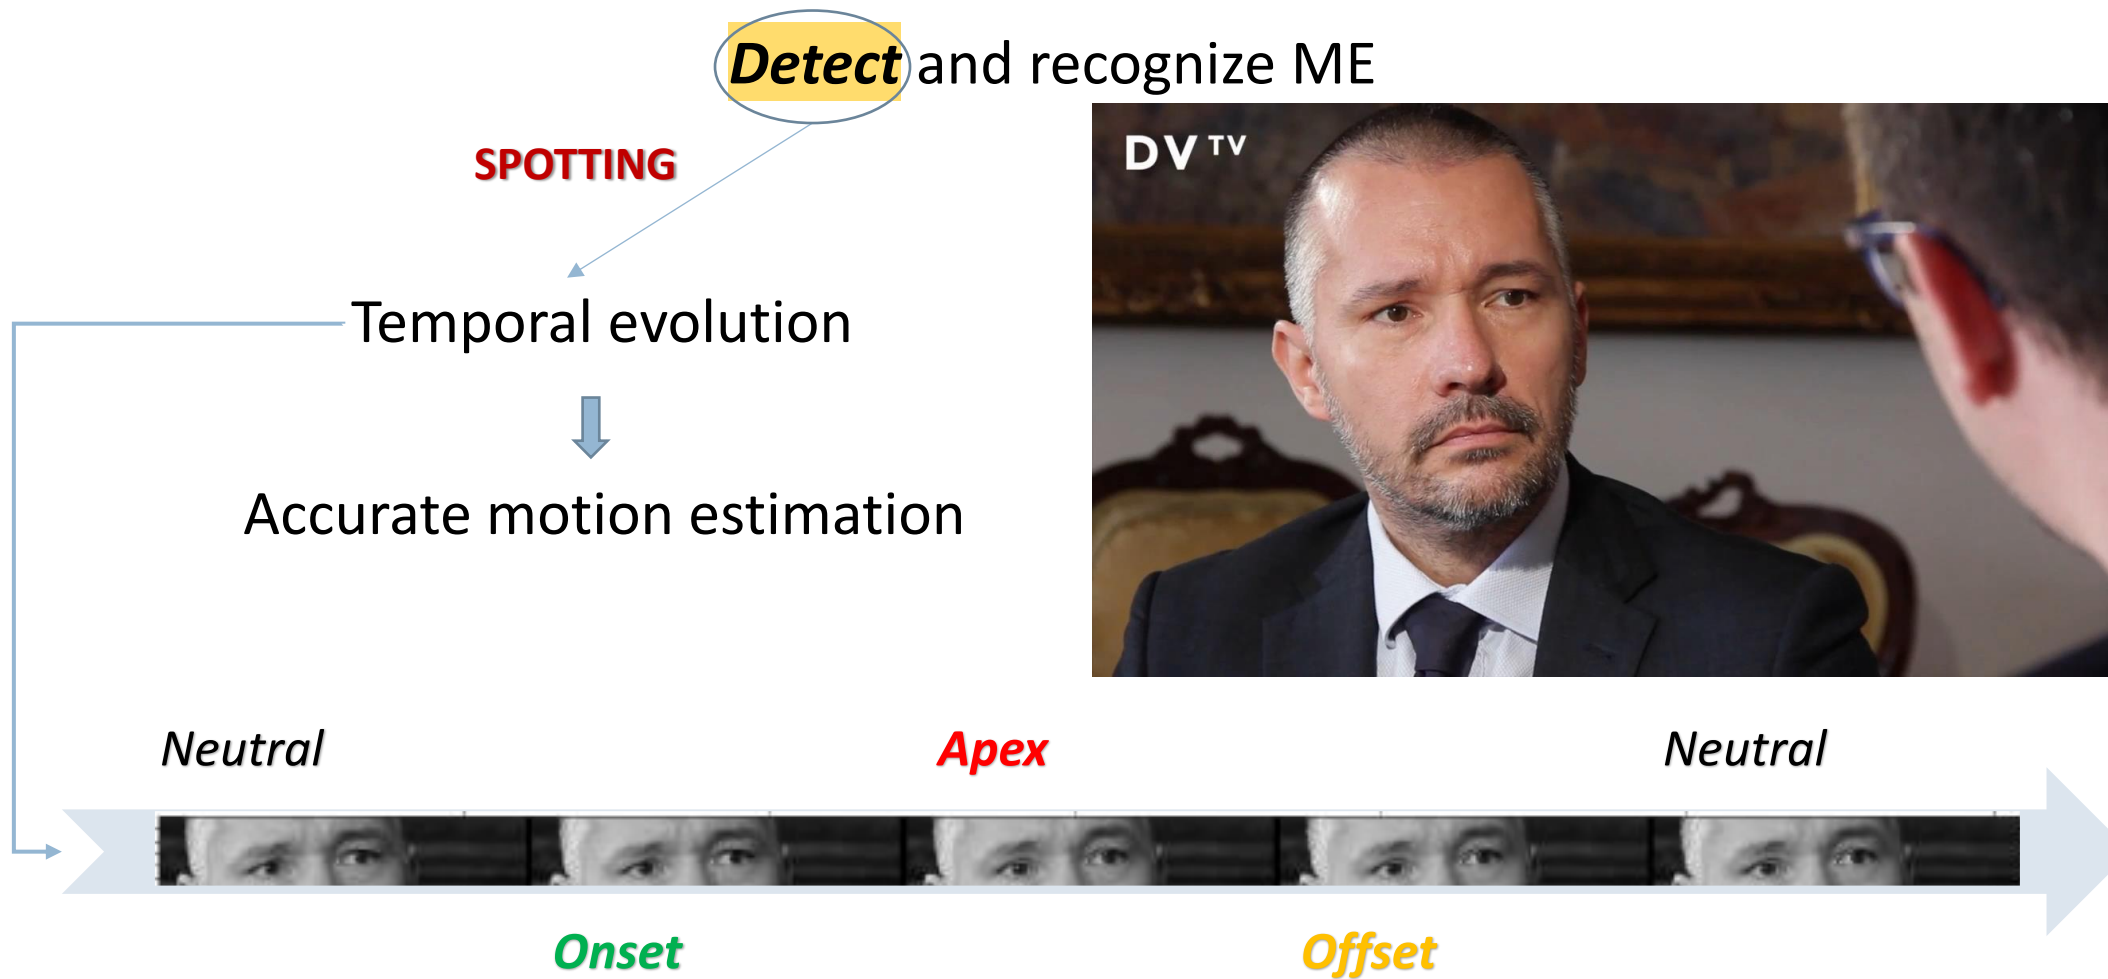 Detect and recognize ME
DV TV
SPOTTING
Temporal evolution
Accurate motion estimation
Neutral
Apex
Neutral
Onset
Offset